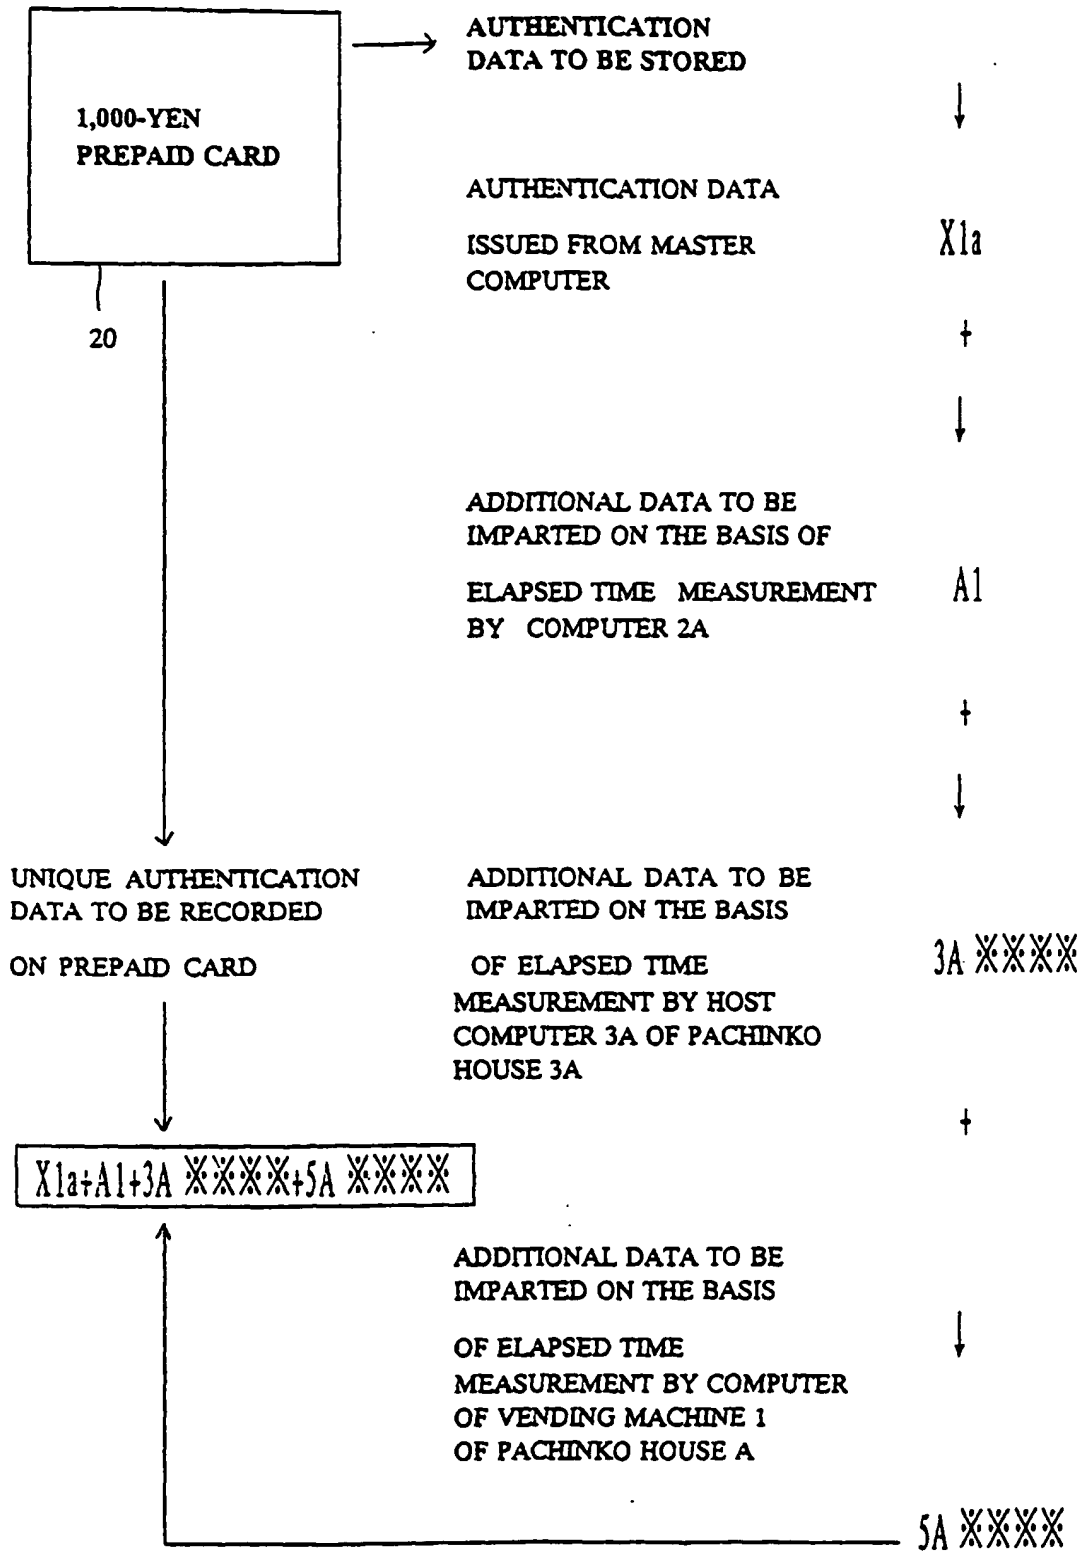 AUTHENTICATION
DATA TO BE STORED
1,000-YEN
PREPAID CARD
20
AUTHENTICATION DATA
ISSUED FROM MASTER
COMPUTER
X1a
+
ADDITIONAL DATA TO BE
IMPARTED ON THE BASIS OF
ELAPSED TIME MEASUREMENT
BY COMPUTER 2A
A1
+
UNIQUE AUTHENTICATION
DATA TO BE RECORDED
ON PREPAID CARD
ADDITIONAL DATA TO BE
IMPARTED ON THE BASIS
OF ELAPSED TIME
MEASUREMENT BY HOST
COMPUTER 3A OF PACHINKO
HOUSE 3A
3A ※※※※
+
X1a+A1+3A ※※※※+5A ※※※※
ADDITIONAL DATA TO BE
IMPARTED ON THE BASIS
OF ELAPSED TIME
MEASUREMENT BY COMPUTER
OF VENDING MACHINE 1
OF PACHINKO HOUSE A
5A ※※※※